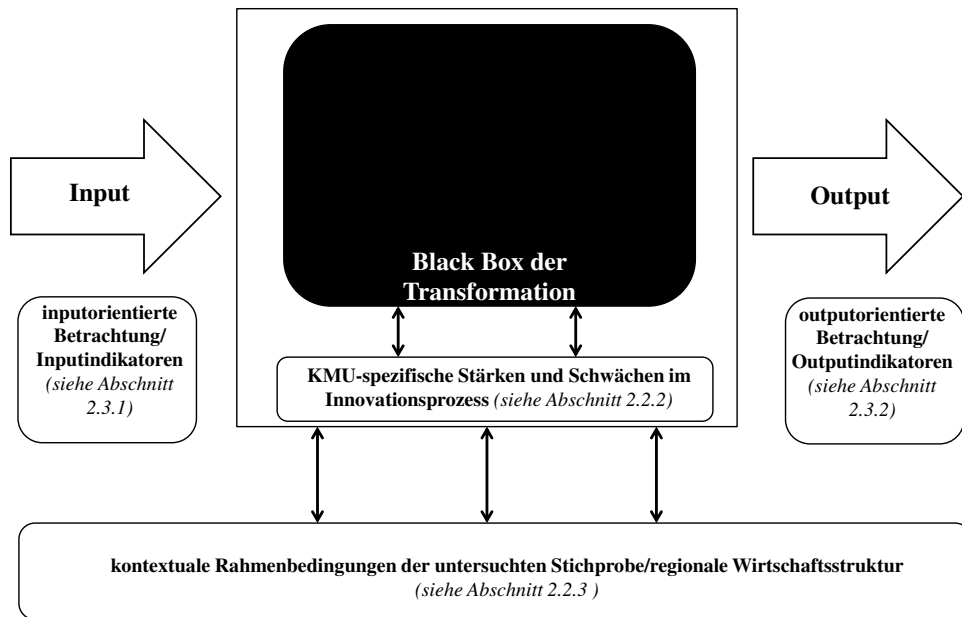 Input
Black Box der
Transformation
Output
inputorientierte
Betrachtung/
Inputindikatoren
(siehe Abschnitt
2.3.1)
KMU-spezifische Stärken und Schwächen im
Innovationsprozess (siehe Abschnitt 2.2.2)
outputorientierte
Betrachtung/
Outputindikatoren
(siehe Abschnitt
2.3.2)
kontextuale Rahmenbedingungen der untersuchten Stichprobe/regionale Wirtschaftsstruktur
(siehe Abschnitt 2.2.3 )